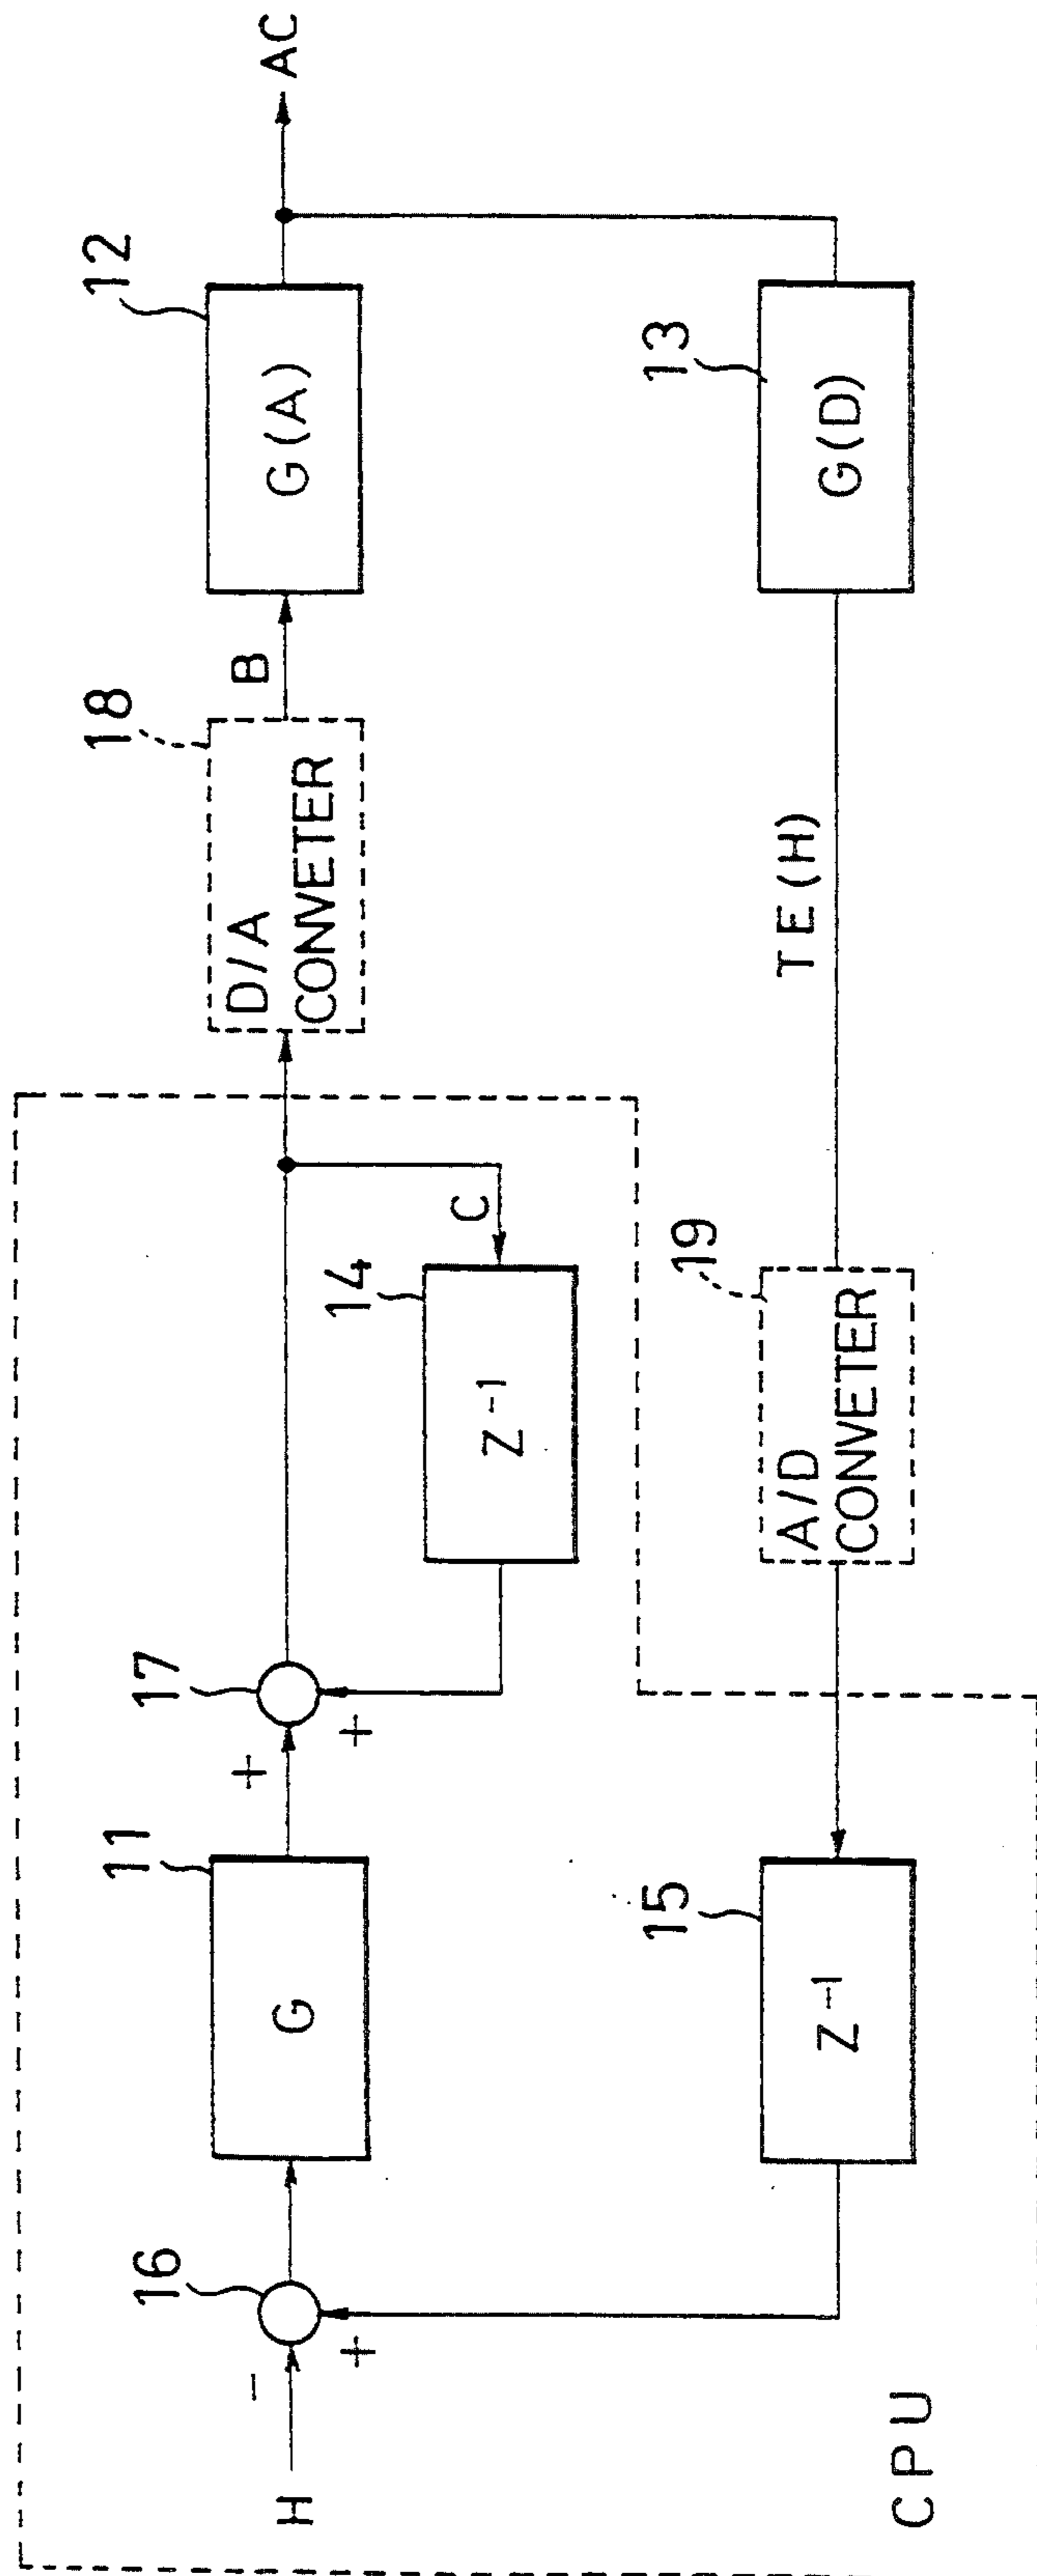 H
−
+
16
G
11
+
+
17
Z⁻¹
14
C
D/A
CONVETER
18
B
G(A)
12
AC
CPU
Z⁻¹
15
A/D
CONVETER
19
TE(H)
G(D)
13